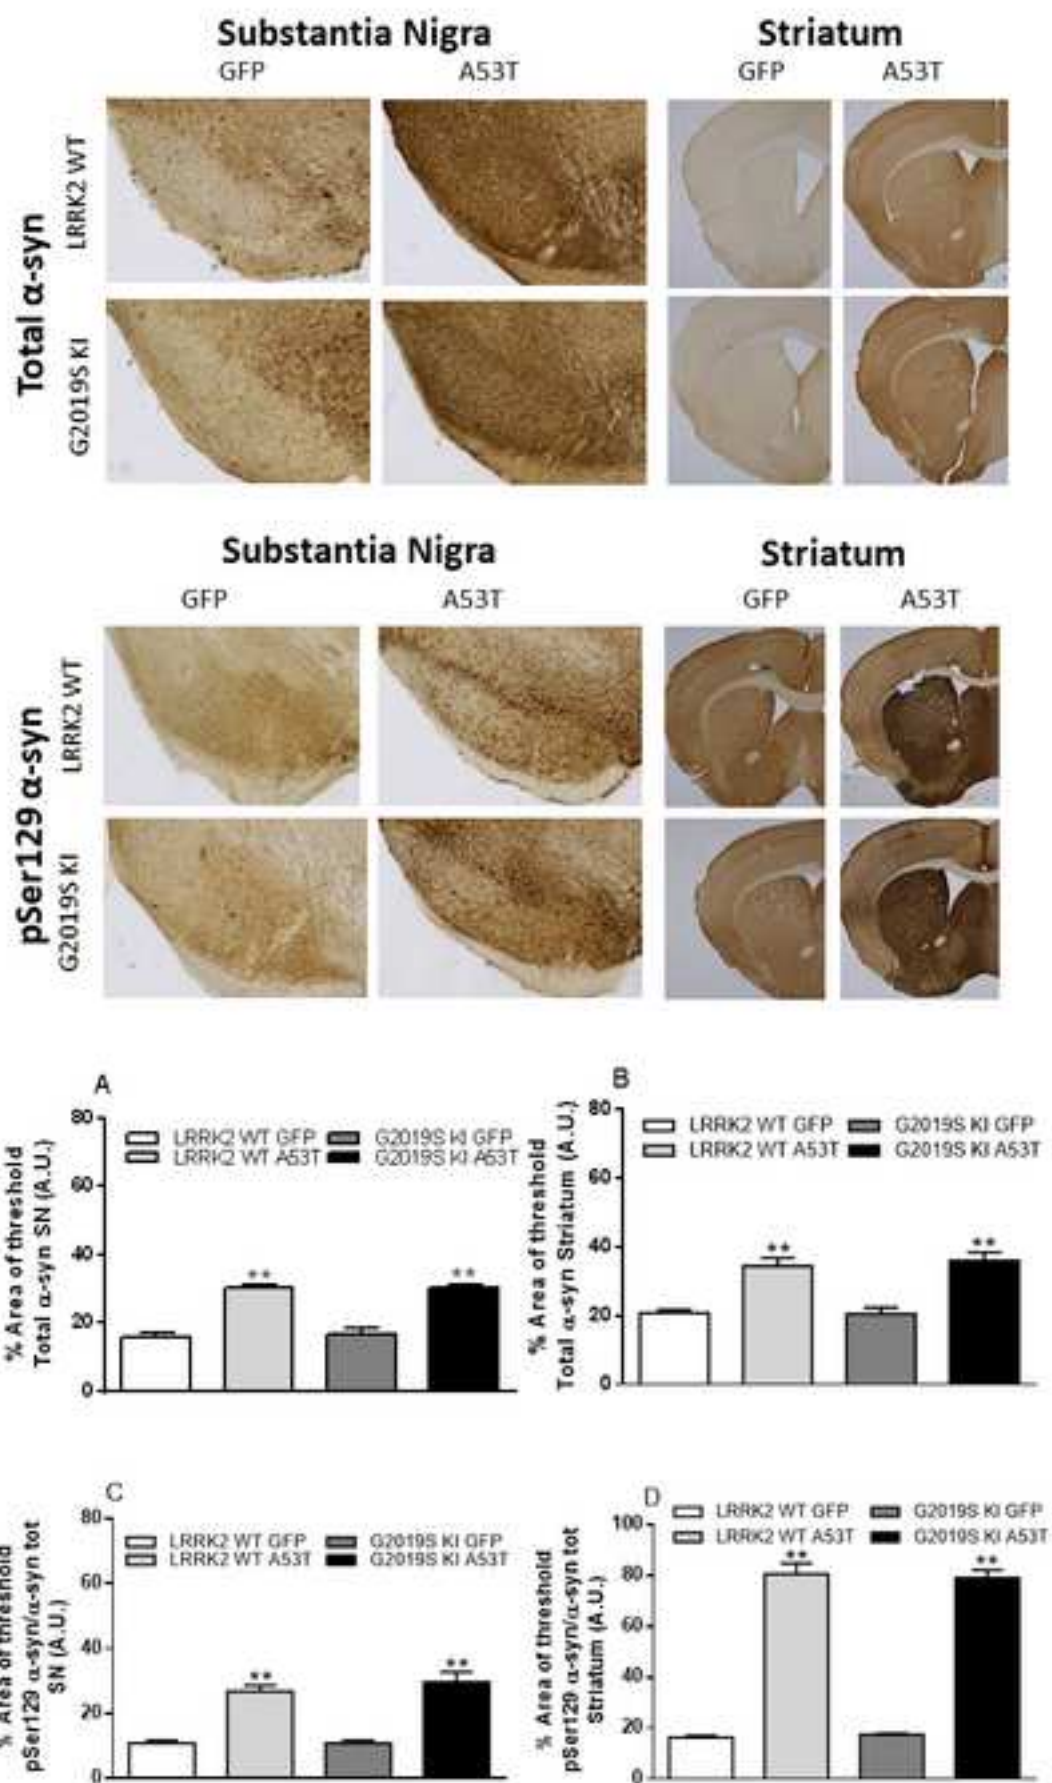 Substantia Nigra Striatum
GFP A53T GFP A53T
Total α-syn
LRRK2 WT
G2019S KI
Substantia Nigra Striatum
GFP A53T GFP A53T
pSer129 α-syn
LRRK2 WT
G2019S KI
A
% Area of threshold
Total α-syn SN (A.U.)
80
60
40
20
0
LRRK2 WT GFP G2019S KI GFP
LRRK2 WT A53T G2019S KI A53T
** **
B
% Area of threshold
Total α-syn Striatum (A.U.)
80
60
40
20
0
LRRK2 WT GFP G2019S KI GFP
LRRK2 WT A53T G2019S KI A53T
** **
C
% Area of threshold
pSer129 α-syn/α-syn tot
SN (A.U.)
80
60
40
20
0
LRRK2 WT GFP G2019S KI GFP
LRRK2 WT A53T G2019S KI A53T
** **
D
% Area of threshold
pSer129 α-syn/α-syn tot
Striatum (A.U.)
100
80
60
40
20
0
LRRK2 WT GFP G2019S KI GFP
LRRK2 WT A53T G2019S KI A53T
** **